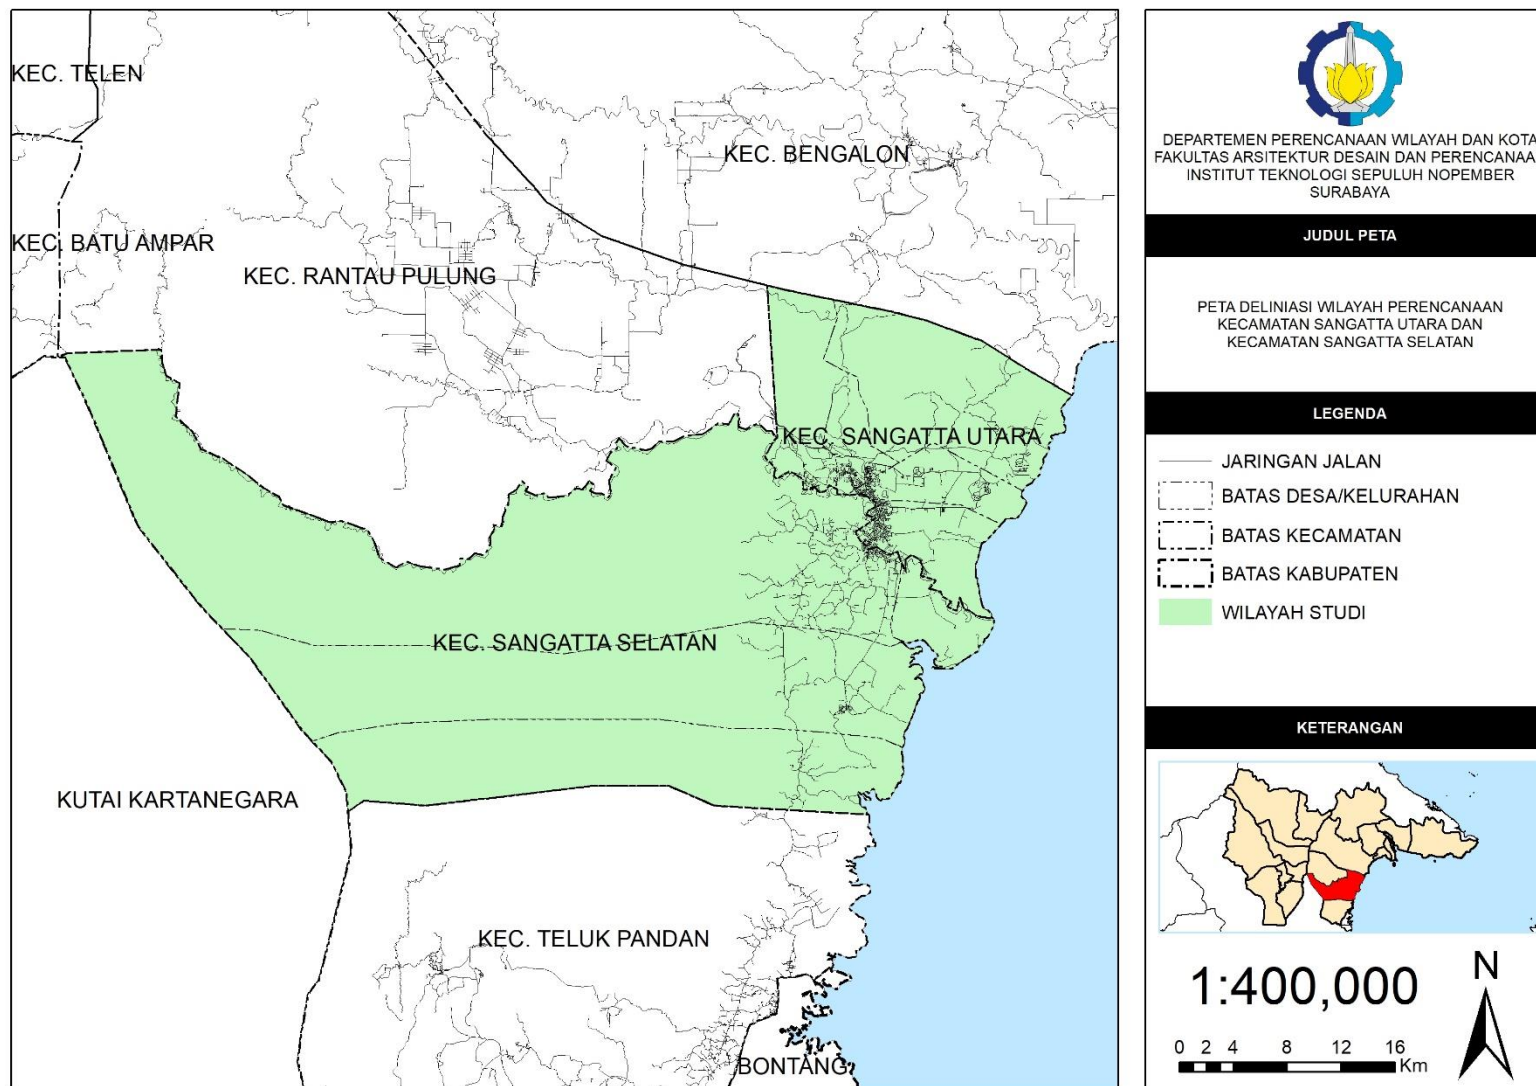 KEC. TELEN
KEC. BENGALON
KEC. BATU AMPAR
KEC. RANTAU PULUNG
KEC. SANGATTA UTARA
KEC. SANGATTA SELATAN
KUTAI KARTANEGARA
KEC. TELUK PANDAN
BONTANG
DEPARTEMEN PERENCANAAN WILAYAH DAN KOTA
FAKULTAS ARSITEKTUR DESAIN DAN PERENCANAA
INSTITUT TEKNOLOGI SEPULUH NOPEMBER
SURABAYA
JUDUL PETA
PETA DELINIASI WILAYAH PERENCANAAN
KECAMATAN SANGATTA UTARA DAN
KECAMATAN SANGATTA SELATAN
LEGENDA
JARINGAN JALAN
BATAS DESA/KELURAHAN
BATAS KECAMATAN
BATAS KABUPATEN
WILAYAH STUDI
KETERANGAN
1:400,000
N
0 2 4 8 12 16
Km